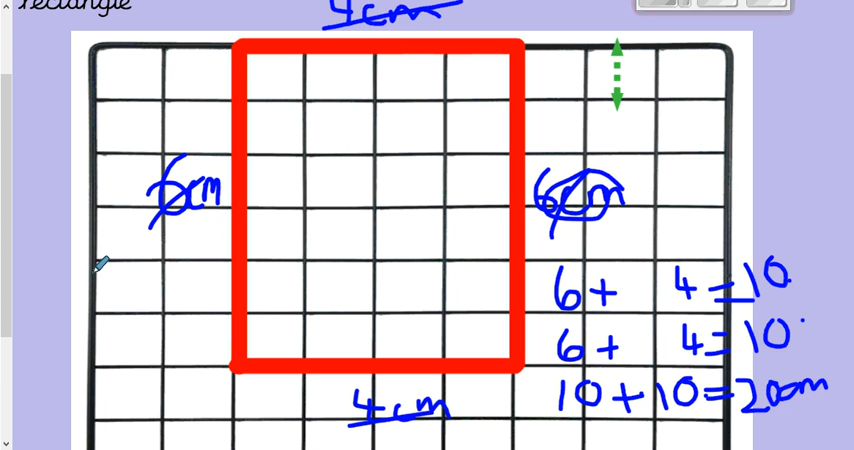 rectangle
4cm
6cm
6cm
6 + 4 = 10
6 + 4 = 10
10 + 10 = 20cm
4cm